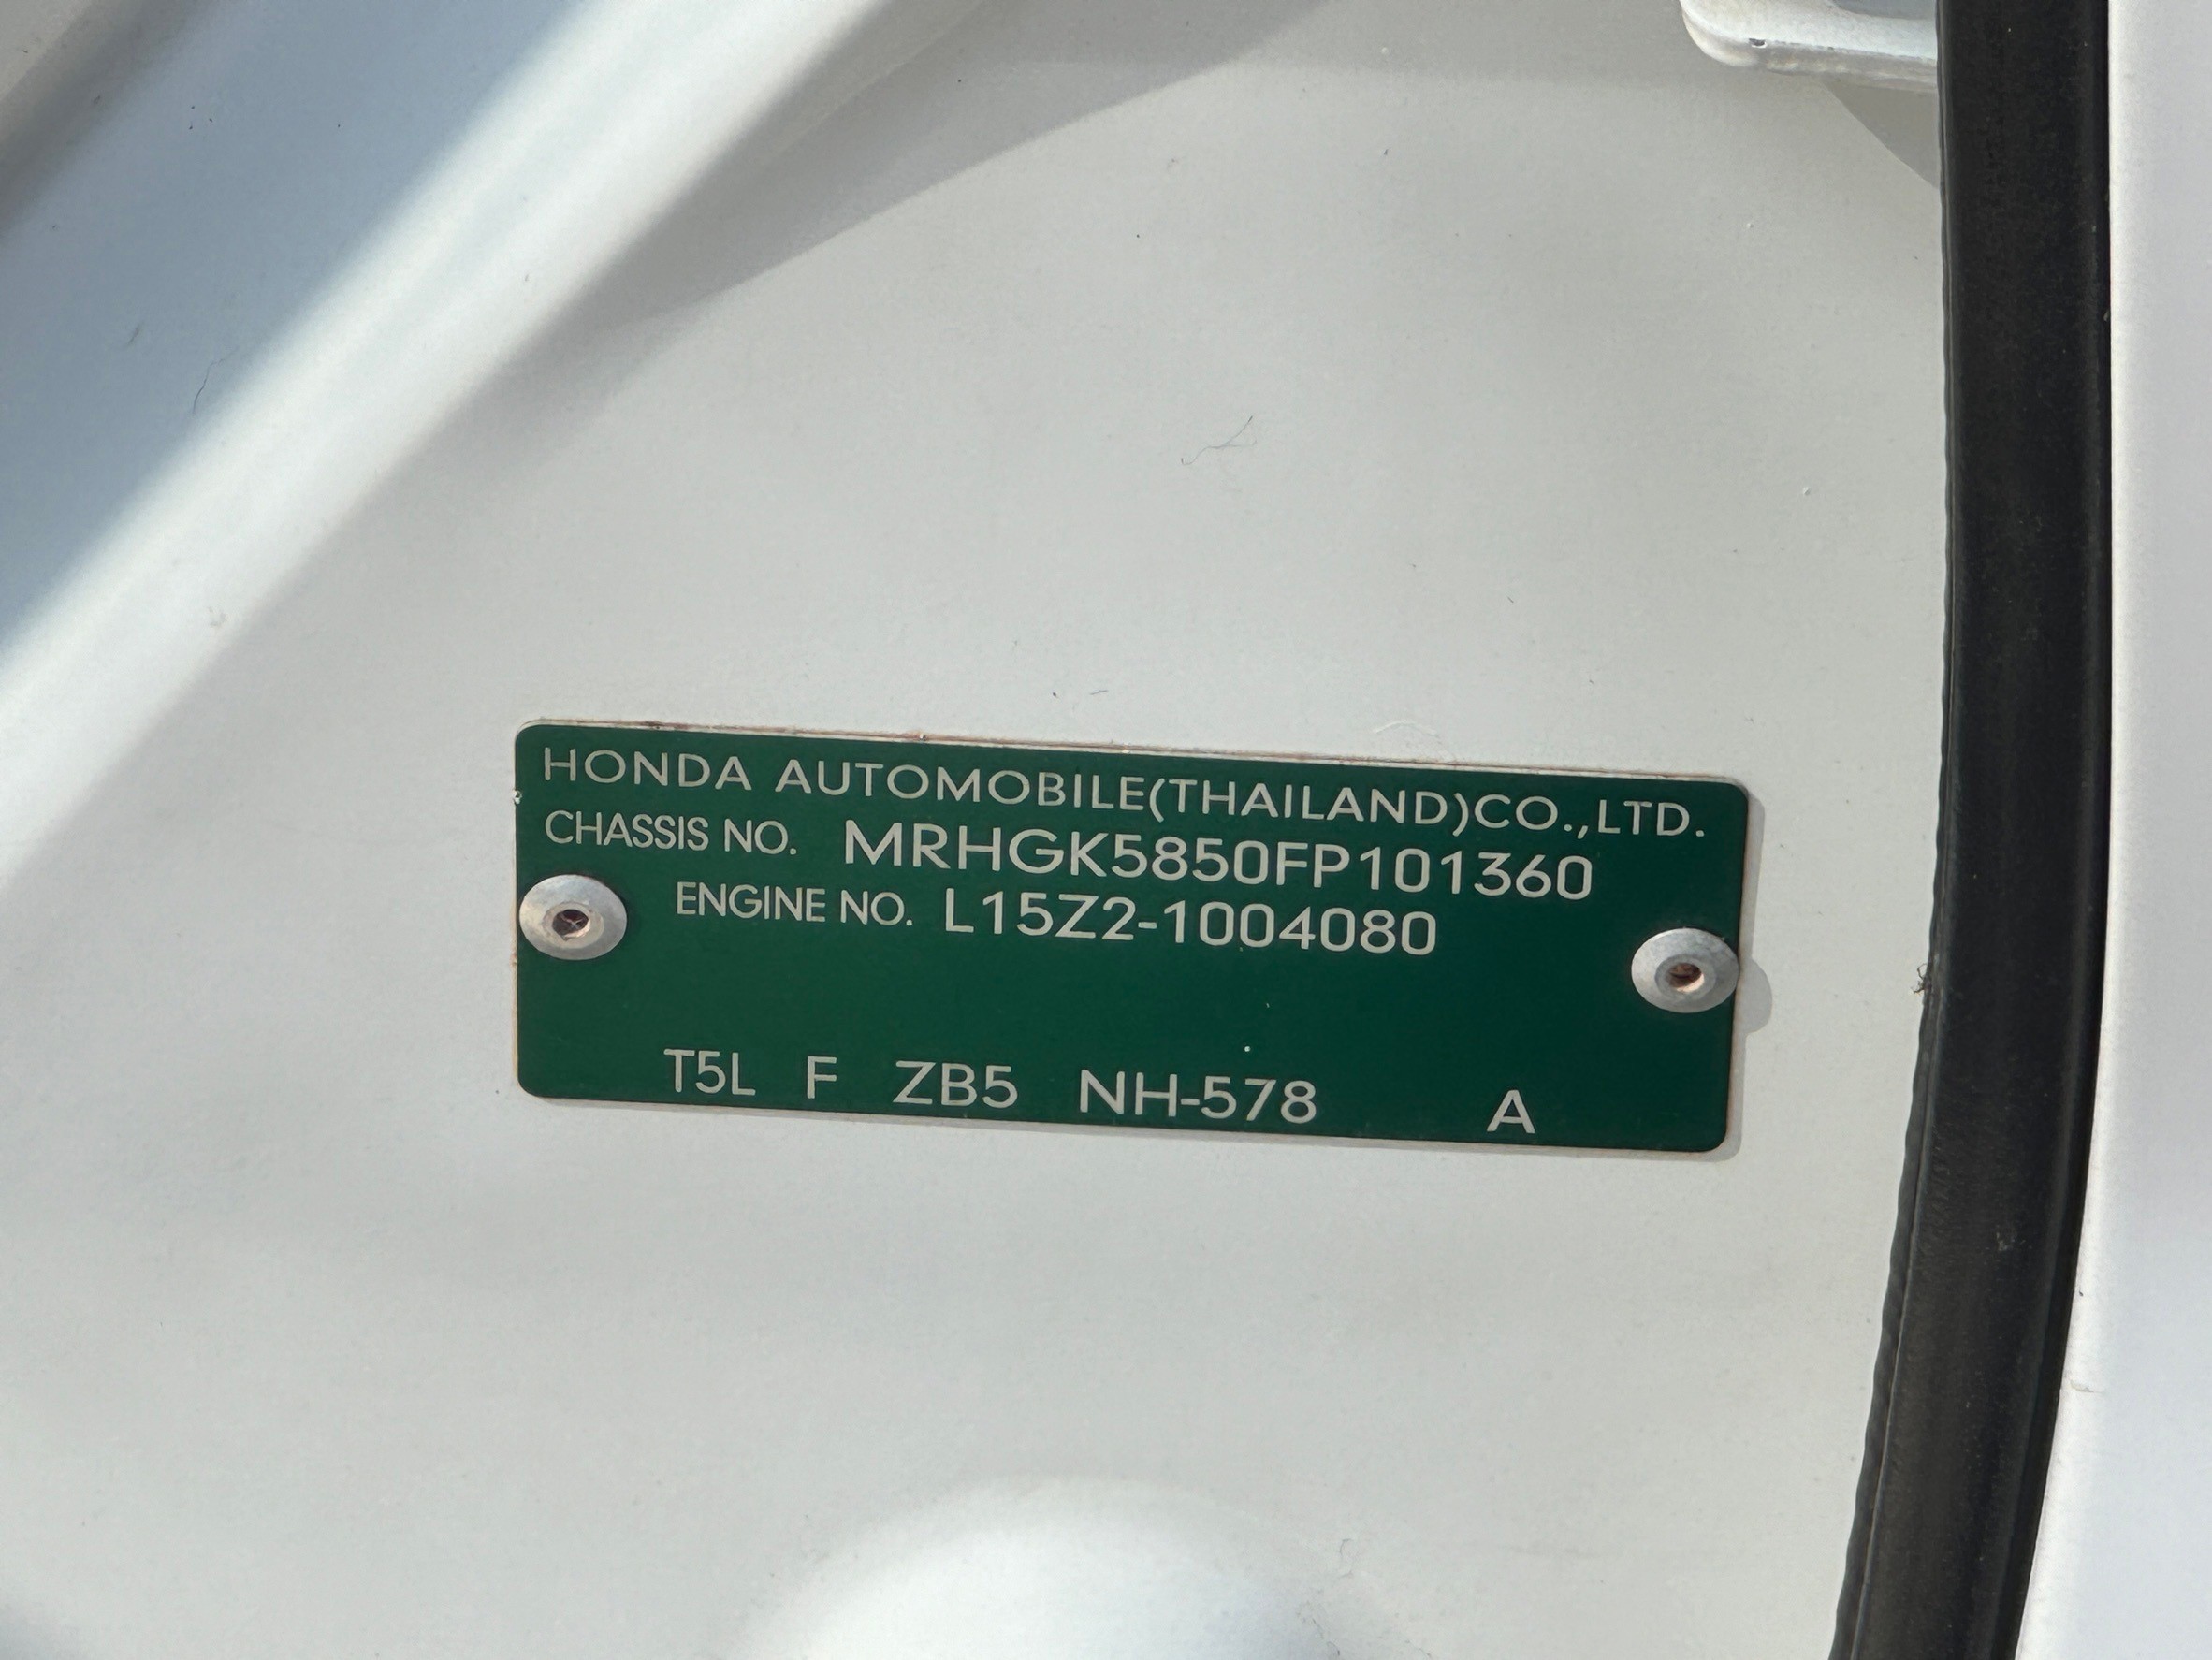 HONDA AUTOMOBILE(THAILAND)CO.,LTD.
CHASSIS NO. MRHGK5850FP101360
ENGINE NO. L15Z2-1004080
T5L F ZB5 NH-578 A